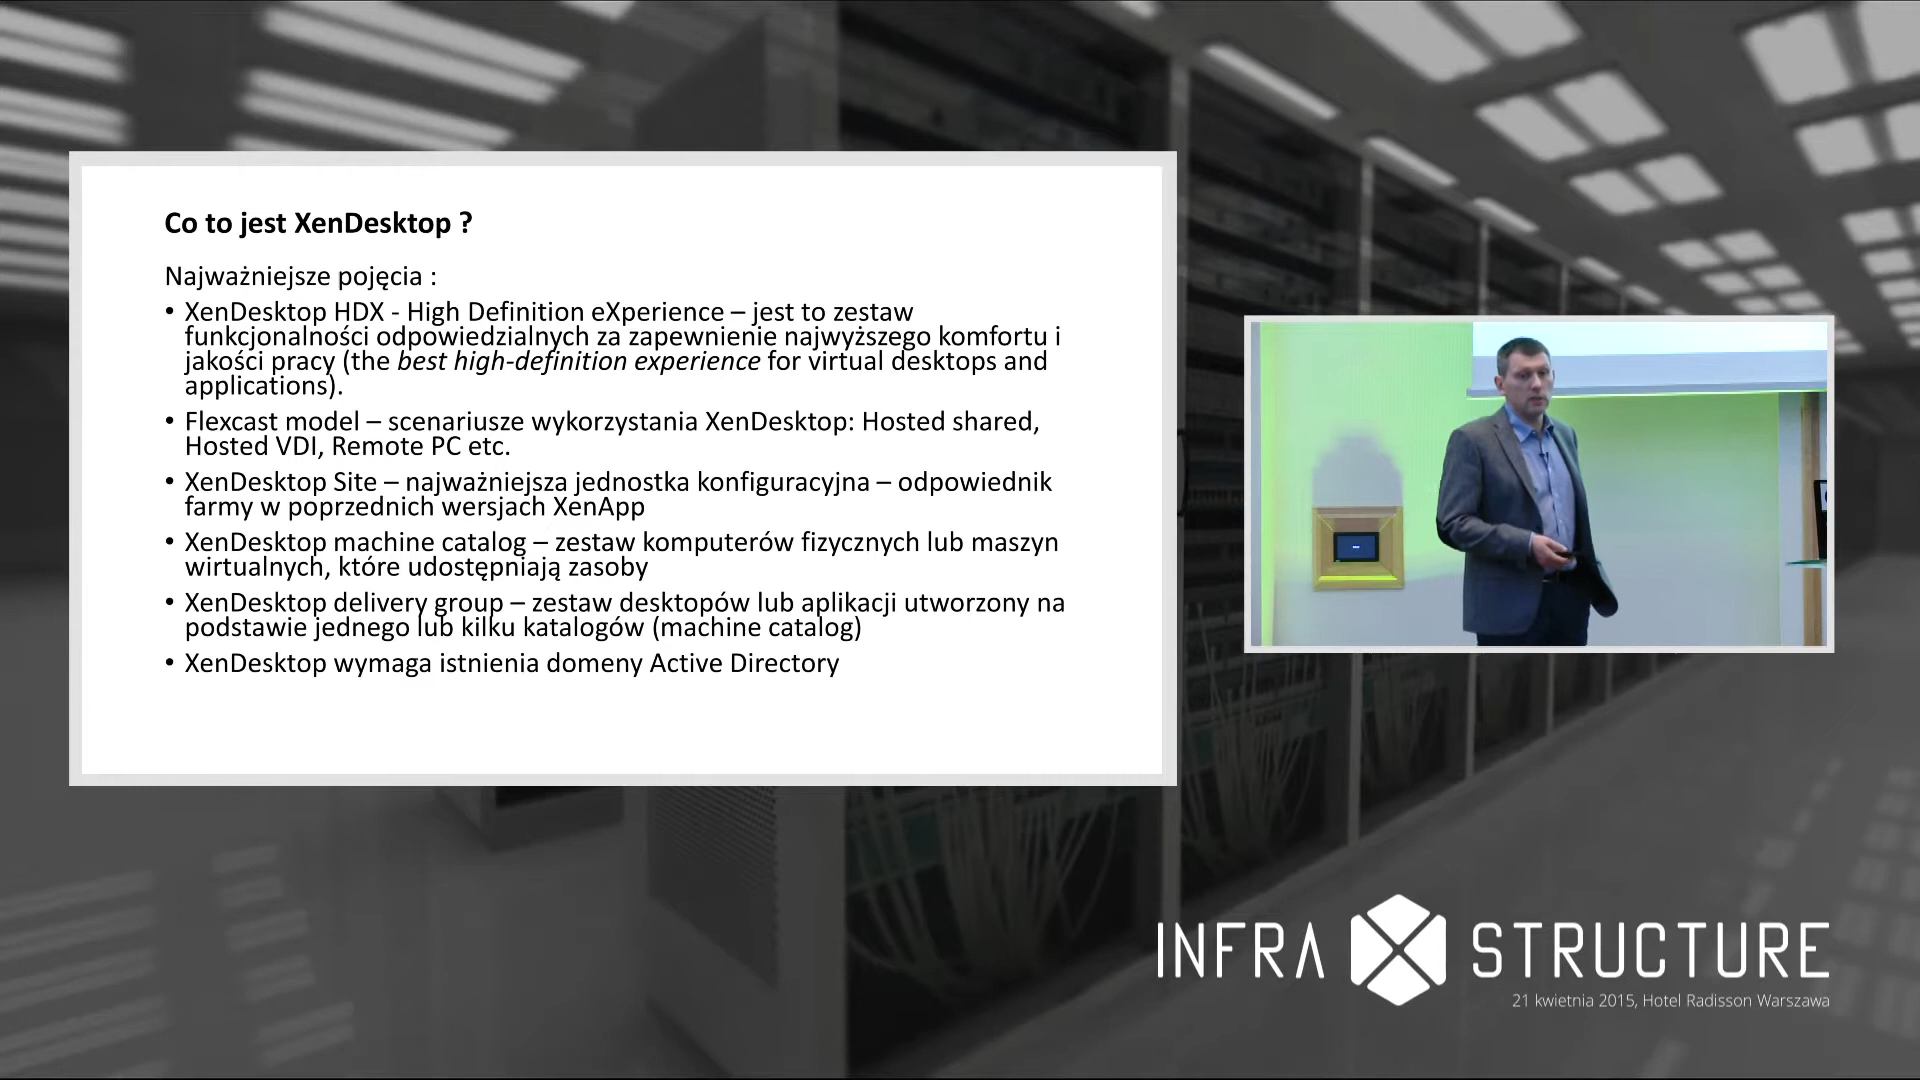 Co to jest XenDesktop ?
Najważniejsze pojęcia :
• XenDesktop HDX - High Definition eXperience – jest to zestaw
funkcjonalności odpowiedzialnych za zapewnienie najwyższego komfortu i
jakości pracy (the best high-definition experience for virtual desktops and
applications).
• Flexcast model – scenariusze wykorzystania XenDesktop: Hosted shared,
Hosted VDI, Remote PC etc.
• XenDesktop Site – najważniejsza jednostka konfiguracyjna – odpowiednik
farmy w poprzednich wersjach XenApp
• XenDesktop machine catalog – zestaw komputerów fizycznych lub maszyn
wirtualnych, które udostępniają zasoby
• XenDesktop delivery group – zestaw desktopów lub aplikacji utworzony na
podstawie jednego lub kilku katalogów (machine catalog)
• XenDesktop wymaga istnienia domeny Active Directory
INFRA STRUCTURE
21 kwietnia 2015, Hotel Radisson Warszawa